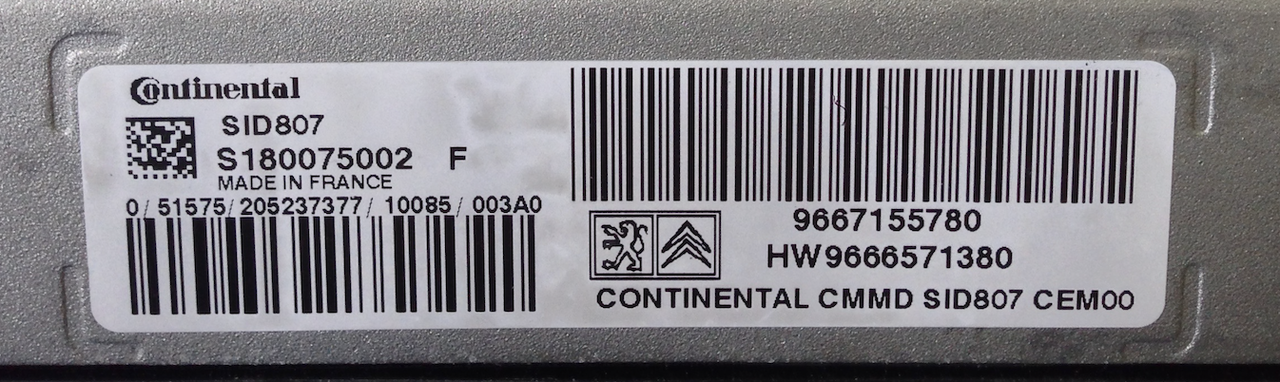 Continental
SID807
S180075002 F
MADE IN FRANCE
0/ 51575/ 205237377/ 10085/ 003A0
9667155780
HW9666571380
CONTINENTAL CMMD SID807 CEM00